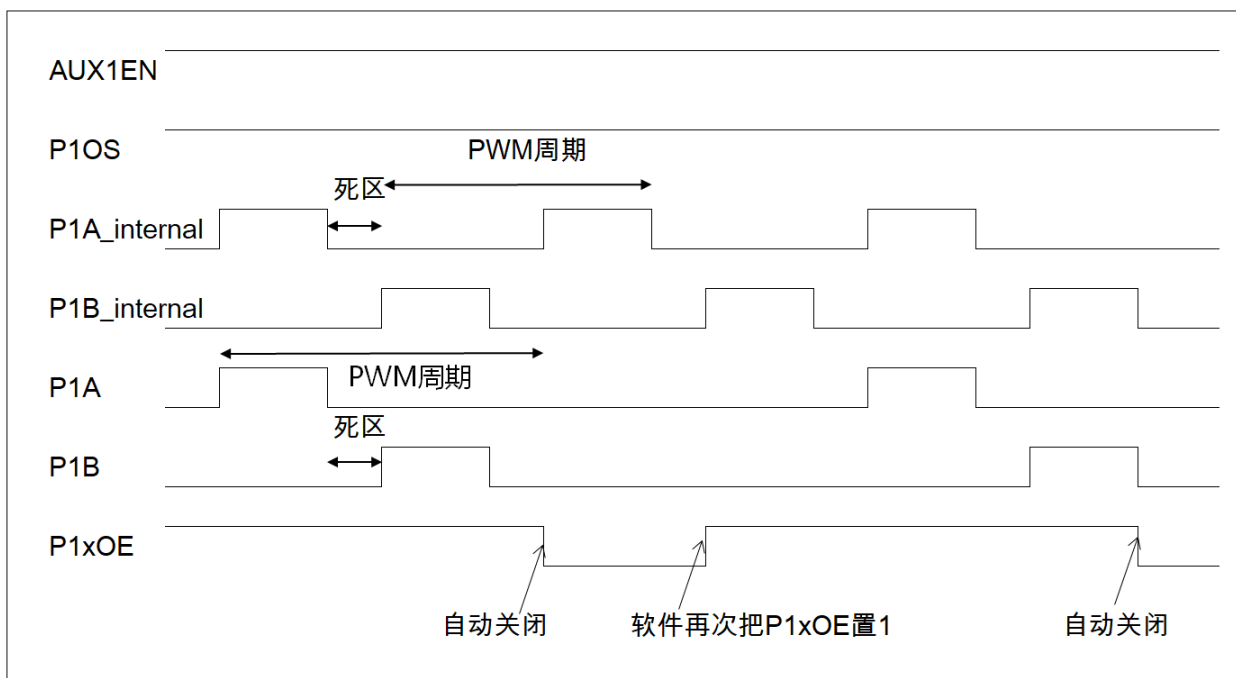 AUX1EN
P1OS
PWM周期
死区
P1A_internal
P1B_internal
PWM周期
P1A
死区
P1B
P1xOE
自动关闭
软件再次把P1xOE置1
自动关闭